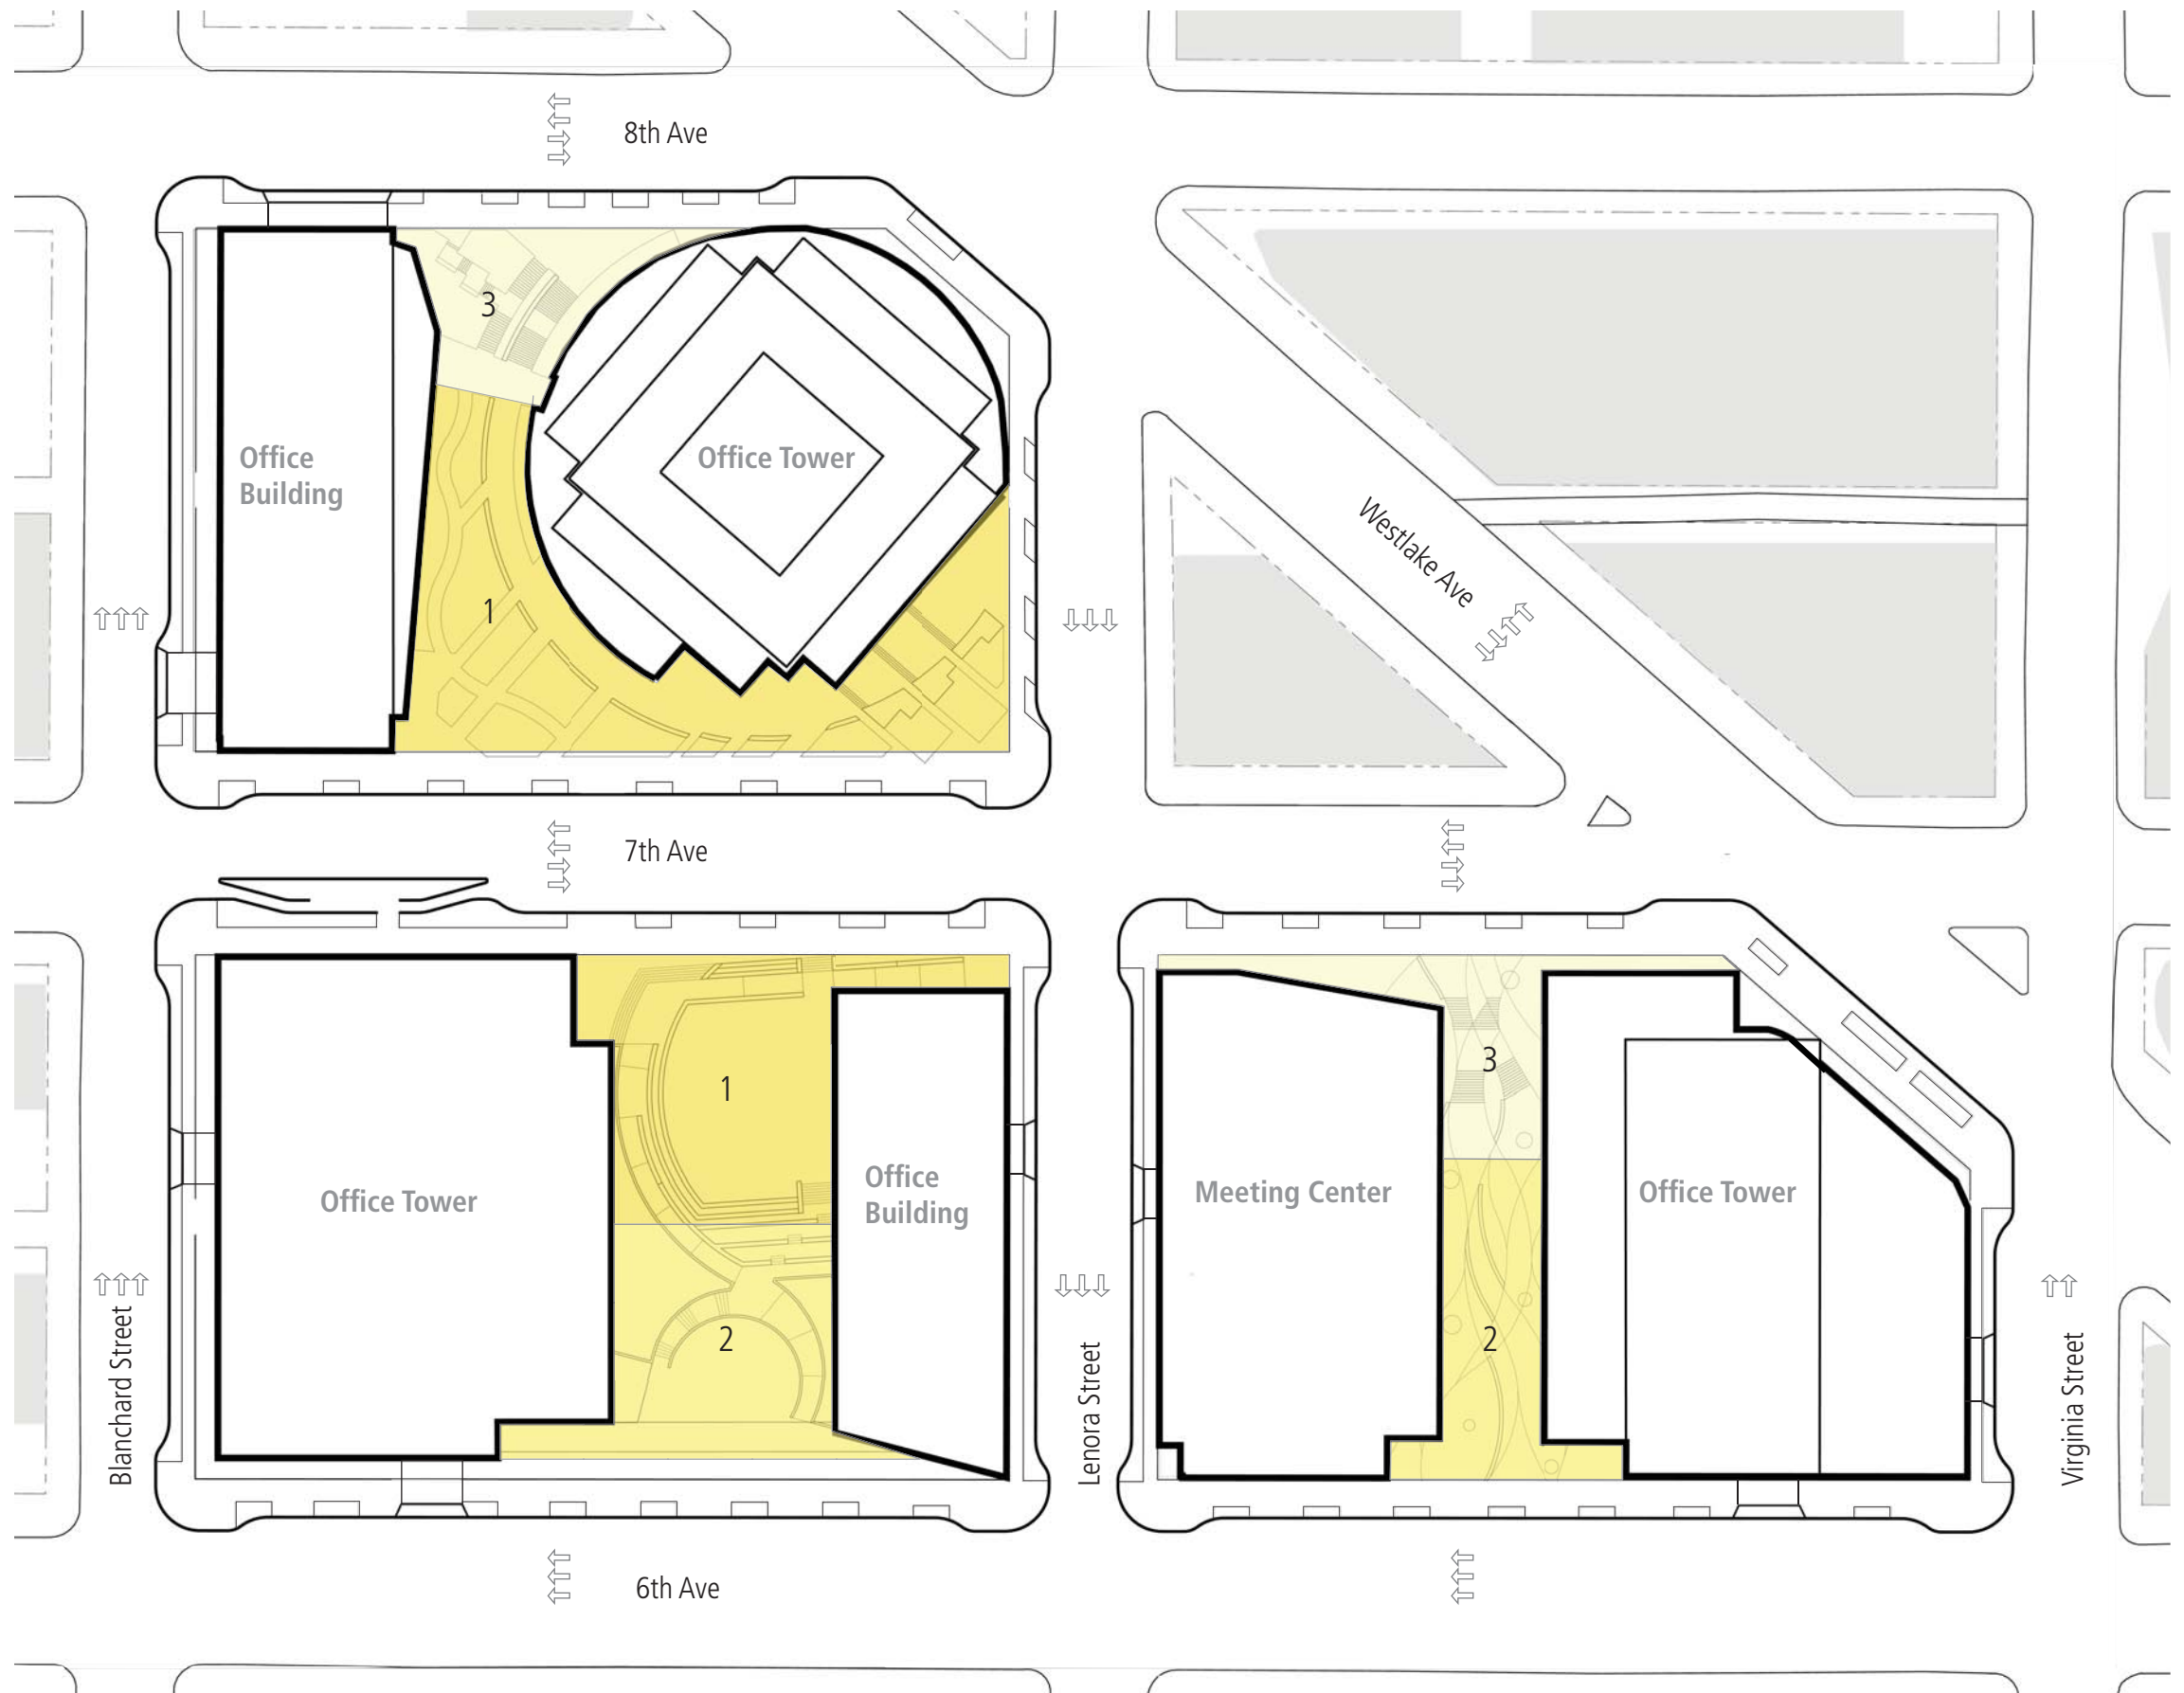 8th Ave
3
Office
Building
Office Tower
Westlake Ave
1
7th Ave
1
3
Office
Building
Office Tower
Meeting Center
Office Tower
2
2
Blanchard Street
Lenora Street
Virginia Street
6th Ave